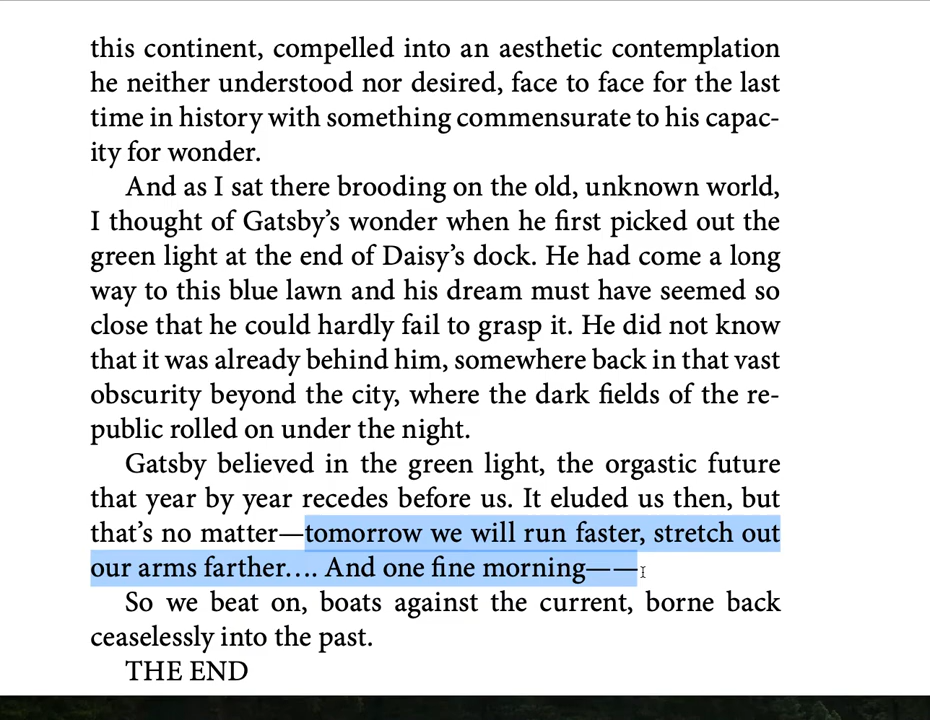 this continent, compelled into an aesthetic contemplation
he neither understood nor desired, face to face for the last
time in history with something commensurate to his capac-
ity for wonder.
And as I sat there brooding on the old, unknown world,
I thought of Gatsby’s wonder when he first picked out the
green light at the end of Daisy’s dock. He had come a long
way to this blue lawn and his dream must have seemed so
close that he could hardly fail to grasp it. He did not know
that it was already behind him, somewhere back in that vast
obscurity beyond the city, where the dark fields of the re-
public rolled on under the night.
Gatsby believed in the green light, the orgastic future
that year by year recedes before us. It eluded us then, but
that’s no matter—tomorrow we will run faster, stretch out
our arms farther…. And one fine morning——
So we beat on, boats against the current, borne back
ceaselessly into the past.
THE END